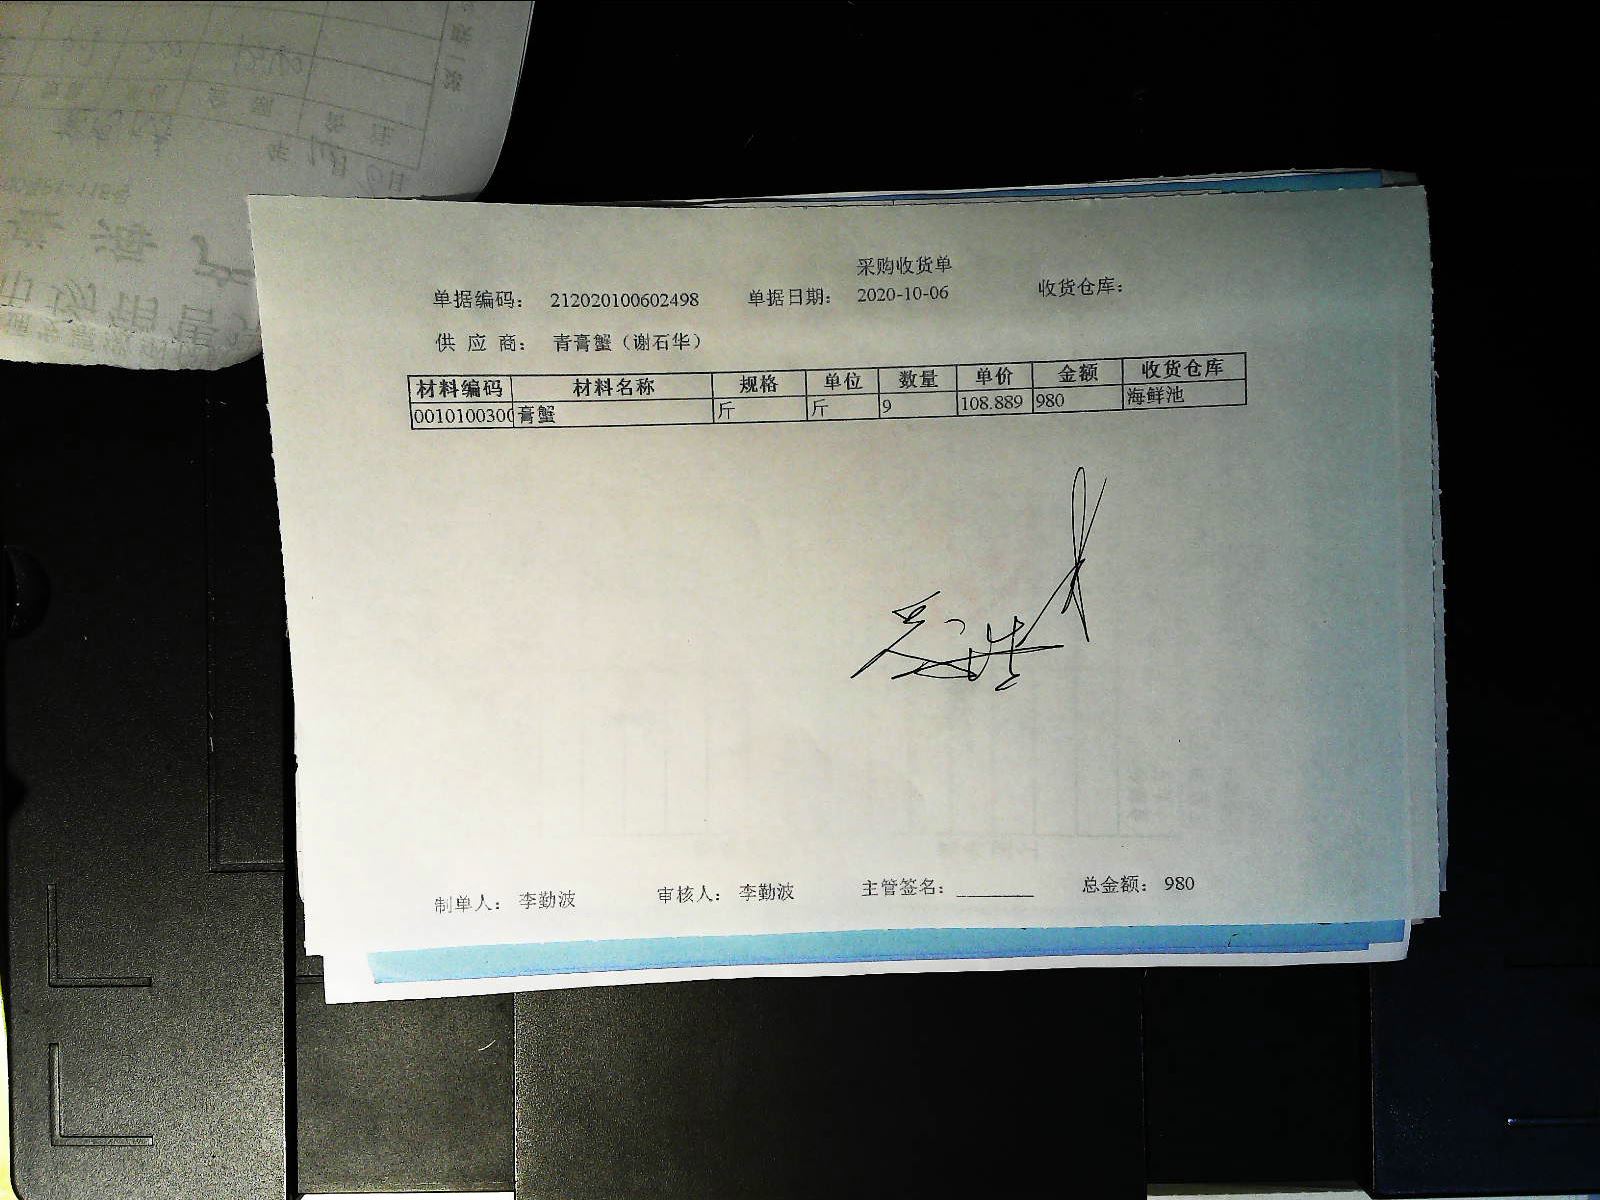 采购收货单
单据编码： 212020100602498 单据日期： 2020-10-06 收货仓库：
供 应 商： 青膏蟹（谢石华）
材料编码 材料名称 规格 单位 数量 单价 金额 收货仓库
0010100300 膏蟹 斤 斤 9 108.889 980 海鲜池
制单人： 李勤波 审核人： 李勤波 主管签名： 总金额： 980